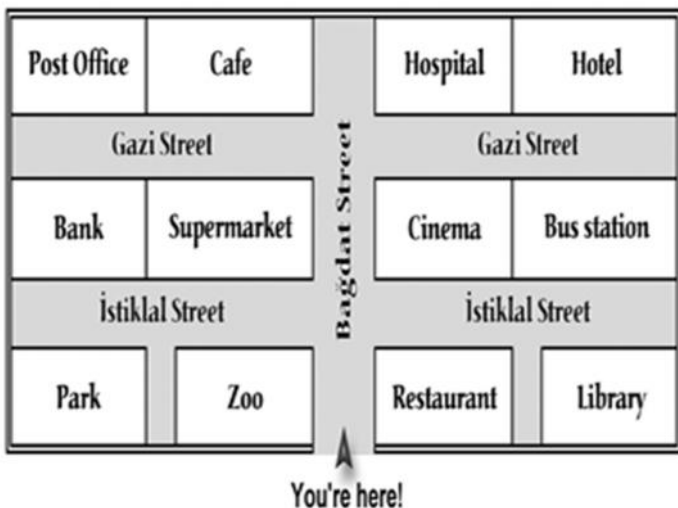 Post Office Cafe Hospital Hotel
Gazi Street Gazi Street
Bağdat Street
Bank Supermarket Cinema Bus station
İstiklal Street İstiklal Street
Park Zoo Restaurant Library
You're here!